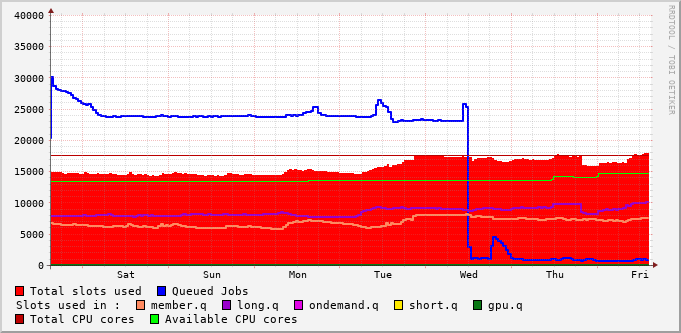 40000
35000
30000
25000
20000
15000
10000
5000
0
Sat Sun Mon Tue Wed Thu Fri
Total slots used Queued Jobs
Slots used in : member.q long.q ondemand.q short.q gpu.q
Total CPU cores Available CPU cores
RRDTOOL / TOBI OETIKER